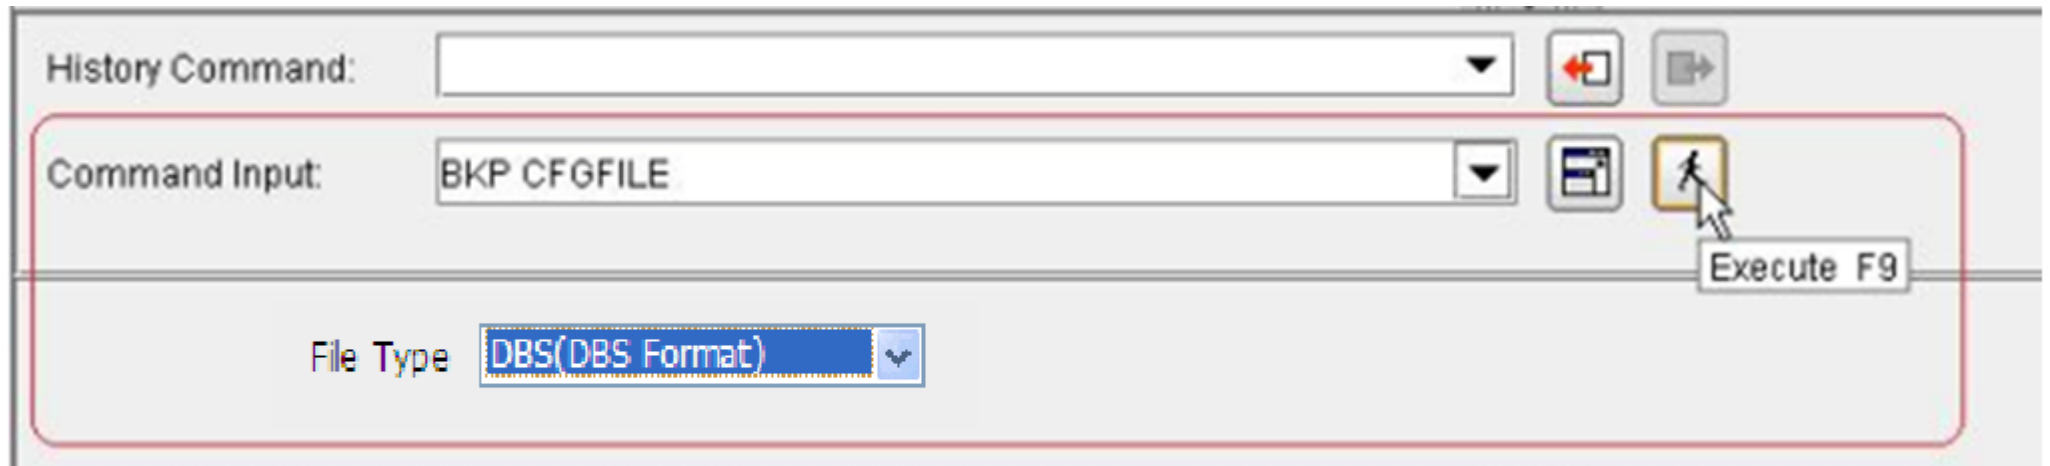 History Command:
Command Input: BKP CFGFILE
Execute F9
File Type DBS(DBS Format)